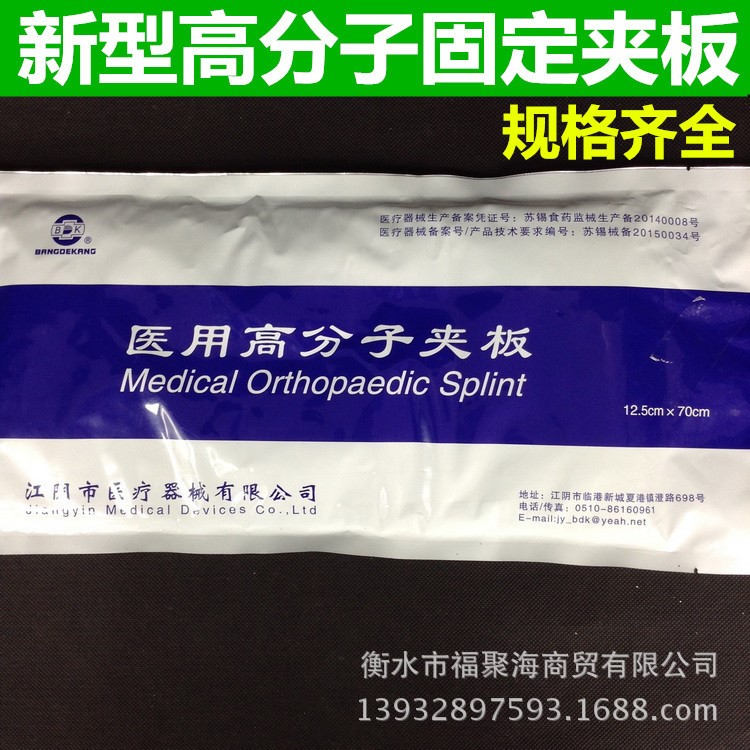 新型高分子固定夹板
规格齐全
BDK
®
BANGDEKANG
医疗器械生产备案凭证号：苏锡食药监械生产备20140008号
医疗器械备案号/产品技术要求编号：苏锡械备20150034号
医用高分子夹板
Medical Orthopaedic Splint
12.5cm×70cm
江阴市医疗器械有限公司
Jiangyin Medical Devices Co.,Ltd
地址：江阴市临港新城夏港镇澄路698号
电话/传真：0510-86160961
E-mail:jy_bdk@yeah.net
衡水市福聚海商贸有限公司
13932897593.1688.com